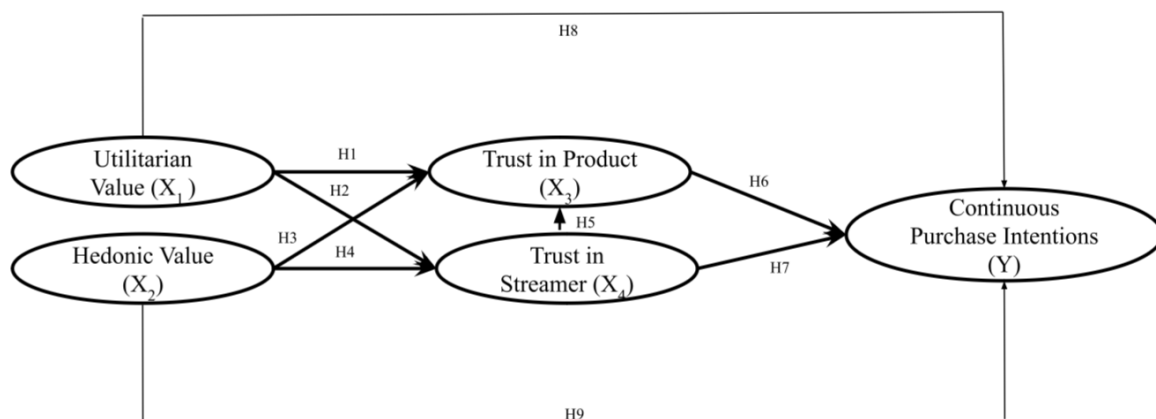 H8
Utilitarian
Value (X₁ )
H1
H2
Trust in Product
(X₃)
H6
Continuous
Purchase Intentions
(Y)
H3
H4
H5
Hedonic Value
(X₂)
Trust in
Streamer (X₄)
H7
H9